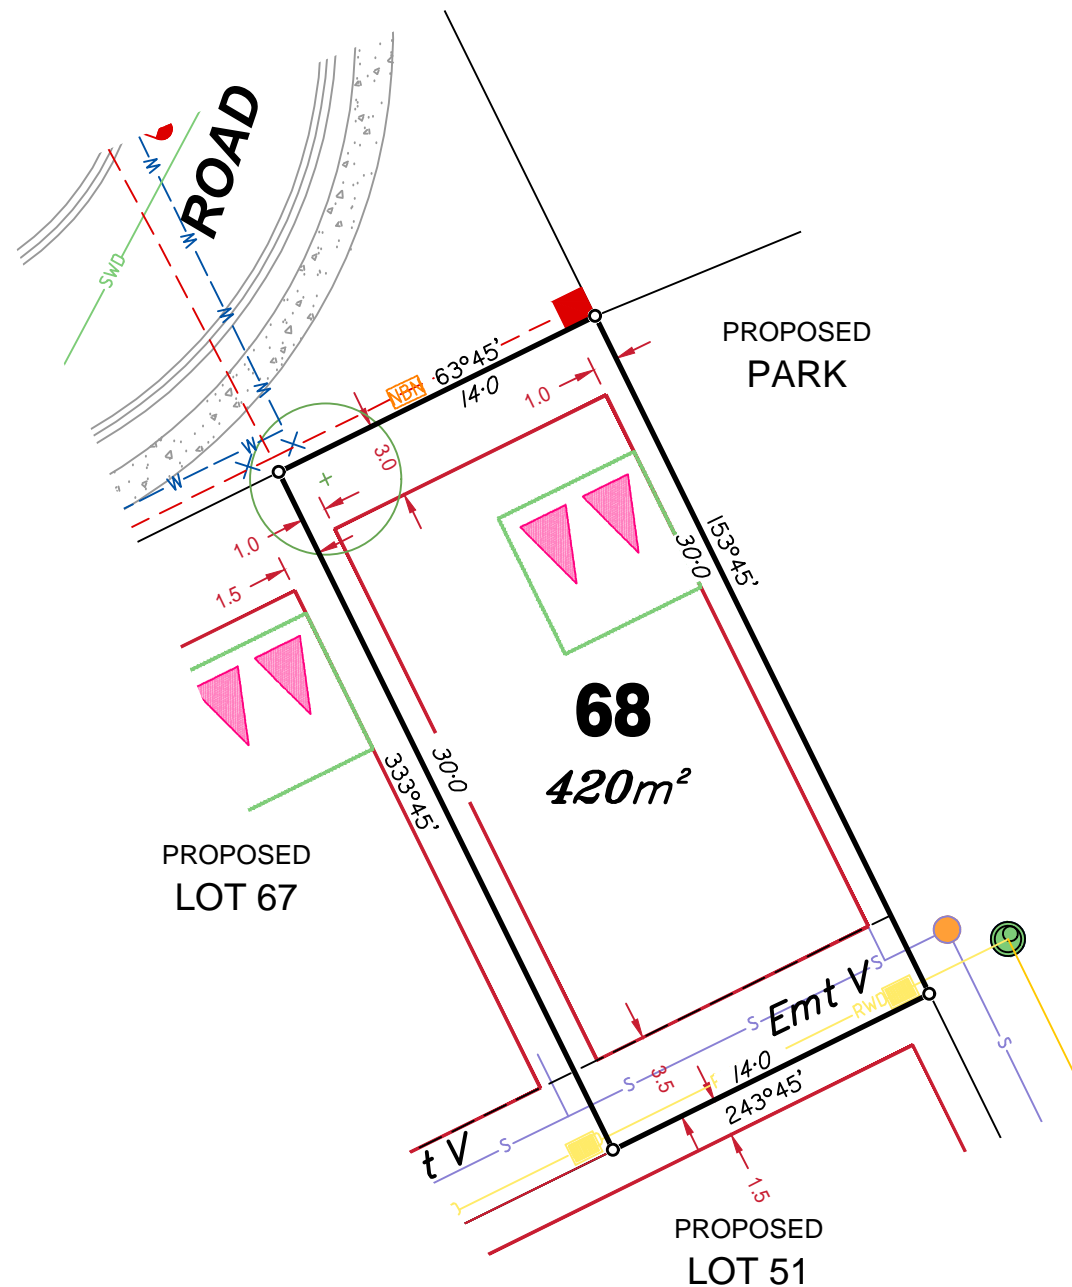 ROAD
SWD
W
W
W
W
W
W
NBN
63°45'
14·0
1.0
3.0
PROPOSED
PARK
1.0
1.5
30·0
153°45'
68
420m²
30·0
333°45'
PROPOSED
LOT 67
Emt V
S
S
S
S
S
RWD
3.5
14·0
243°45'
t V
1.5
PROPOSED
LOT 51